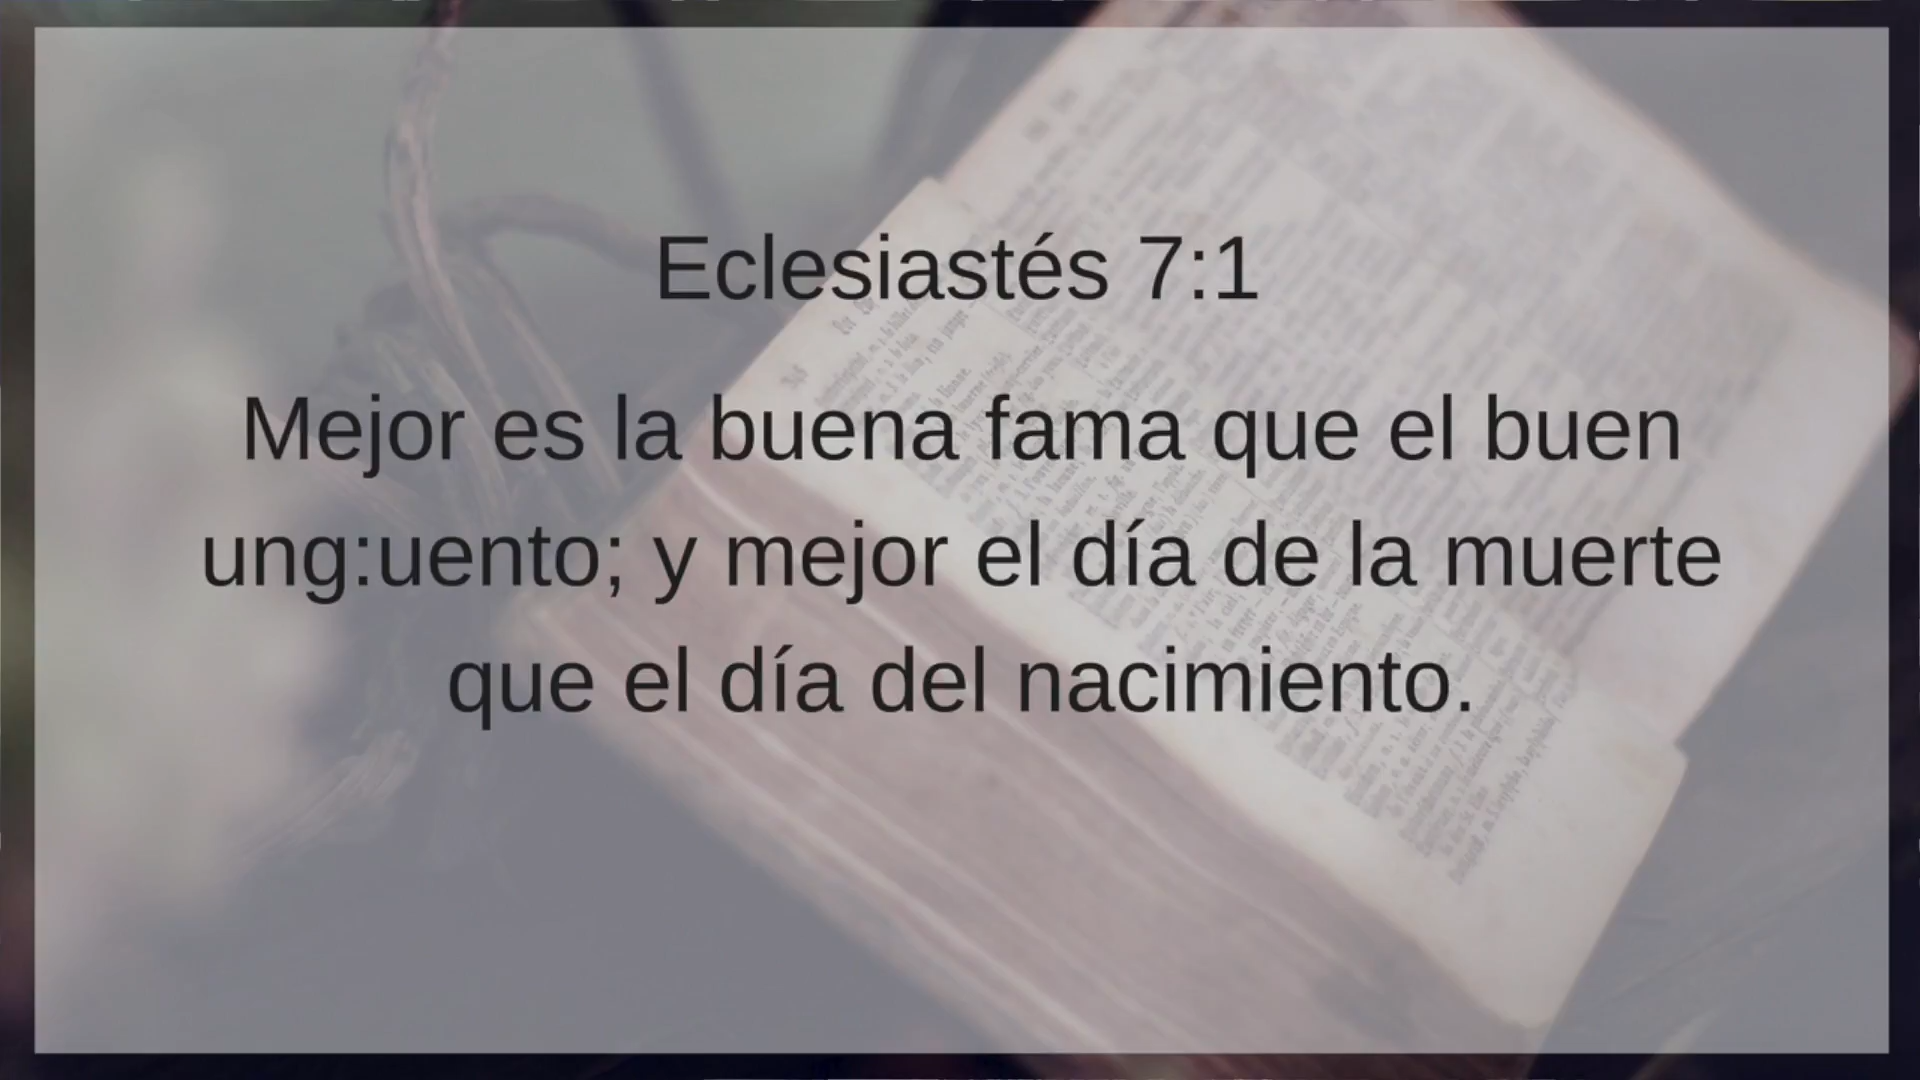 Eclesiastés 7:1
Mejor es la buena fama que el buen
ung:uento; y mejor el día de la muerte
que el día del nacimiento.